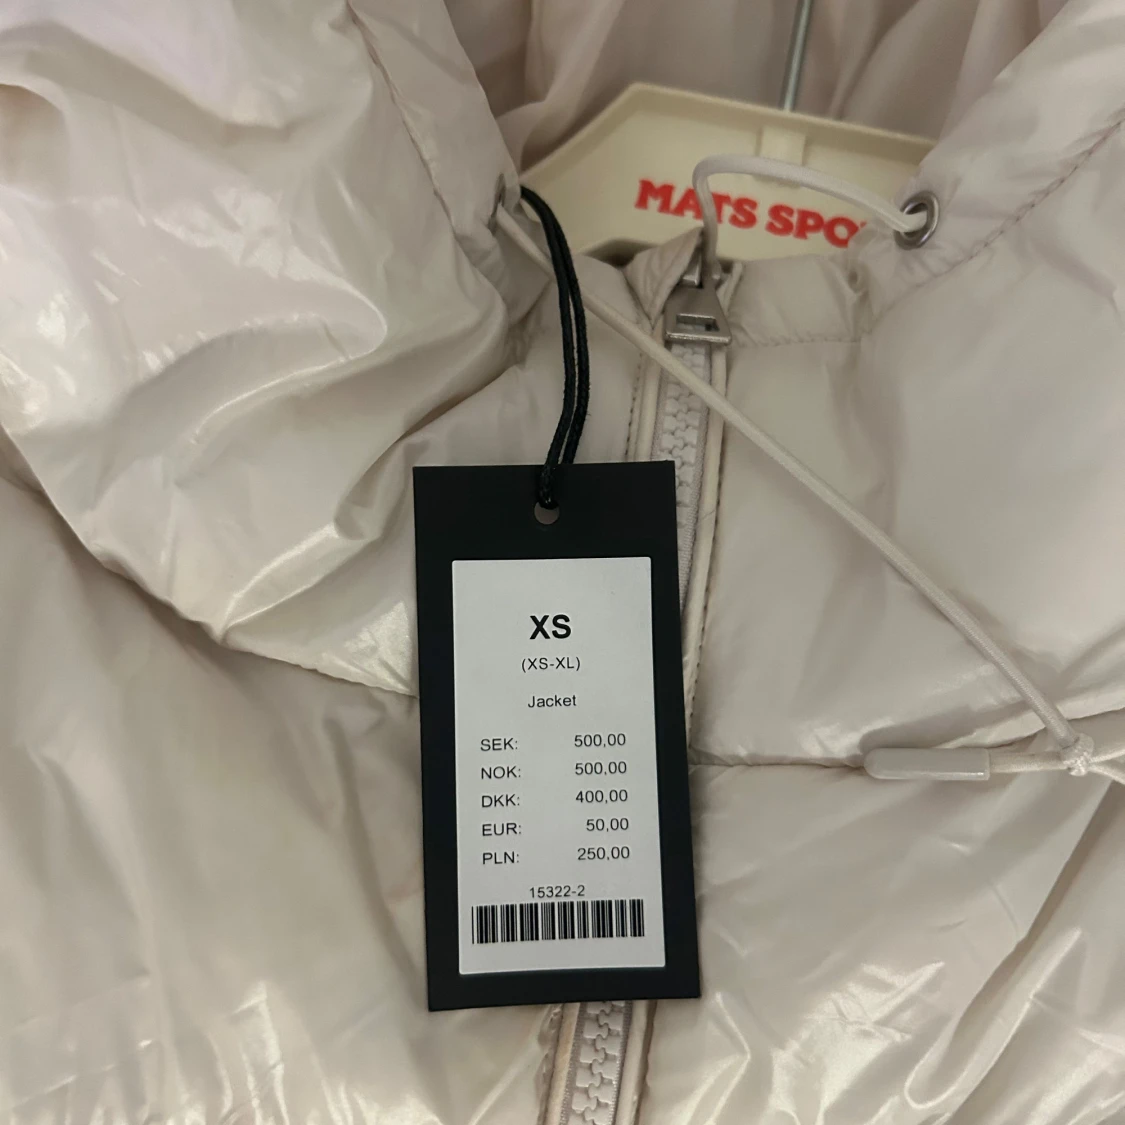 MATS SPO
XS
(XS-XL)
Jacket
SEK: 500,00
NOK: 500,00
DKK: 400,00
EUR: 50,00
PLN: 250,00
15322-2